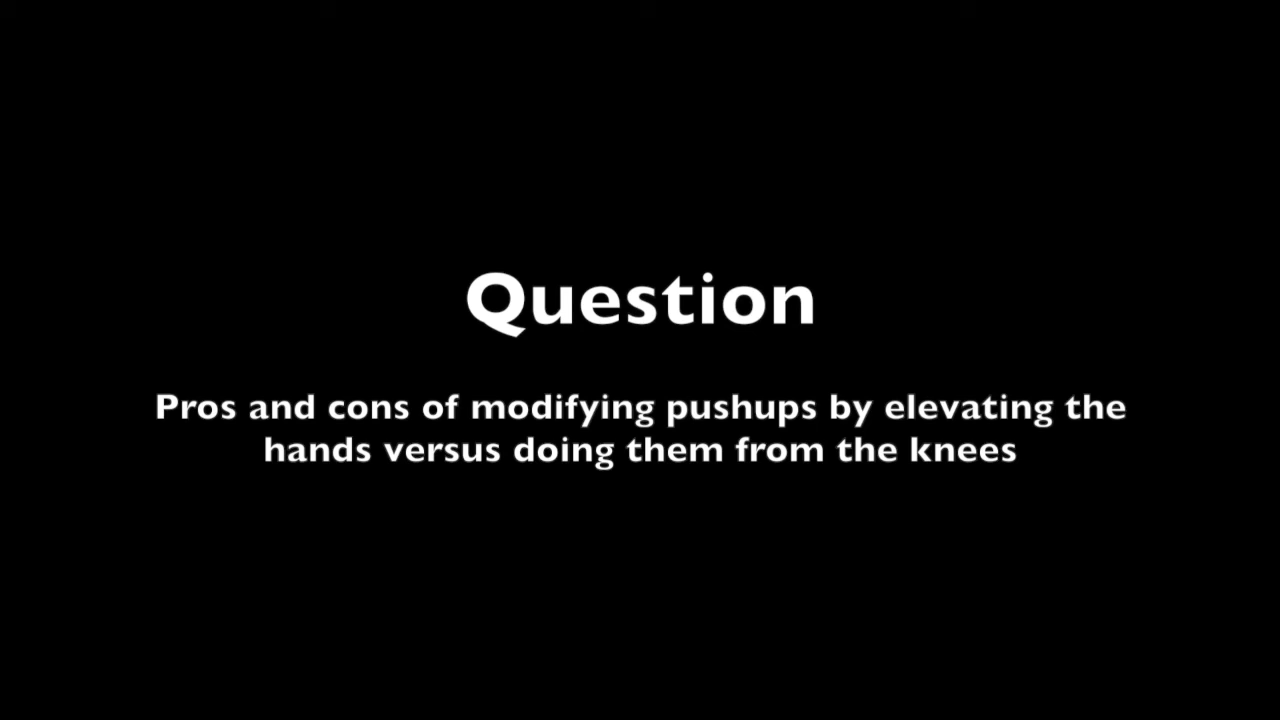 Question
Pros and cons of modifying pushups by elevating the
hands versus doing them from the knees